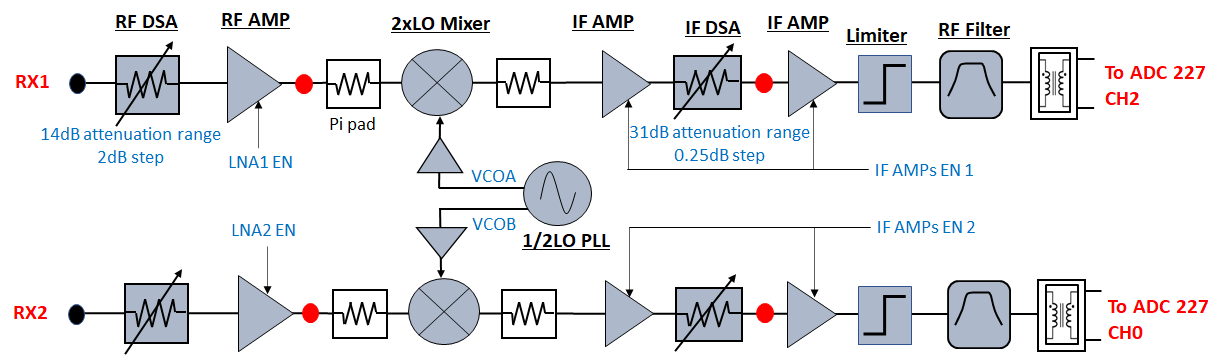 RF DSA
RF AMP
2xLO Mixer
IF AMP
IF DSA
IF AMP
Limiter
RF Filter
RX1
To ADC 227
CH2
14dB attenuation range
2dB step
LNA1 EN
Pi pad
31dB attenuation range
0.25dB step
IF AMPs EN 1
VCOA
VCOB
1/2LO PLL
LNA2 EN
IF AMPs EN 2
RX2
To ADC 227
CH0